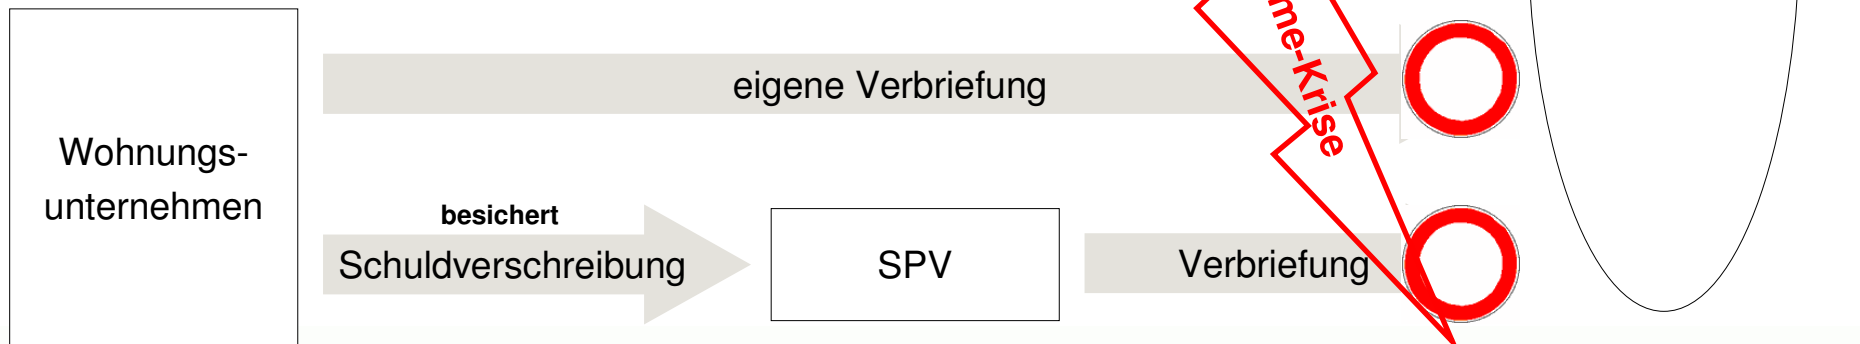 eigene Verbriefung
me-Krise
Wohnungs-
unternehmen
besichert
Schuldverschreibung
SPV
Verbriefung